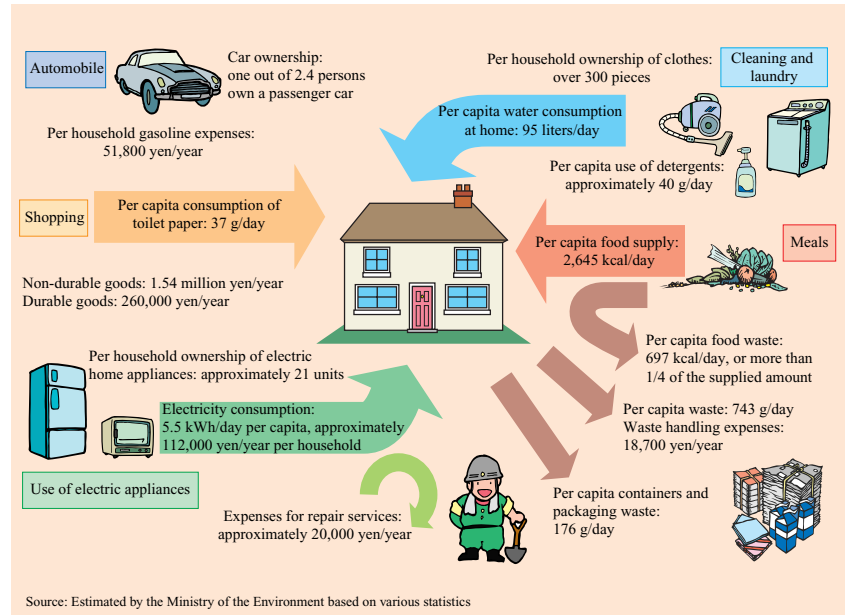 Automobile
Car ownership:
one out of 2.4 persons
own a passenger car
Per household gasoline expenses:
51,800 yen/year
Per household ownership of clothes:
over 300 pieces
Cleaning and
laundry
Per capita water consumption
at home: 95 liters/day
Per capita use of detergents:
approximately 40 g/day
Shopping
Per capita consumption of
toilet paper: 37 g/day
Non-durable goods: 1.54 million yen/year
Durable goods: 260,000 yen/year
Per capita food supply:
2,645 kcal/day
Meals
Per capita food waste:
697 kcal/day, or more than
1/4 of the supplied amount
Per capita waste: 743 g/day
Waste handling expenses:
18,700 yen/year
Per capita containers and
packaging waste:
176 g/day
Per household ownership of electric
home appliances: approximately 21 units
Electricity consumption:
5.5 kWh/day per capita, approximately
112,000 yen/year per household
Use of electric appliances
Expenses for repair services:
approximately 20,000 yen/year
Source: Estimated by the Ministry of the Environment based on various statistics